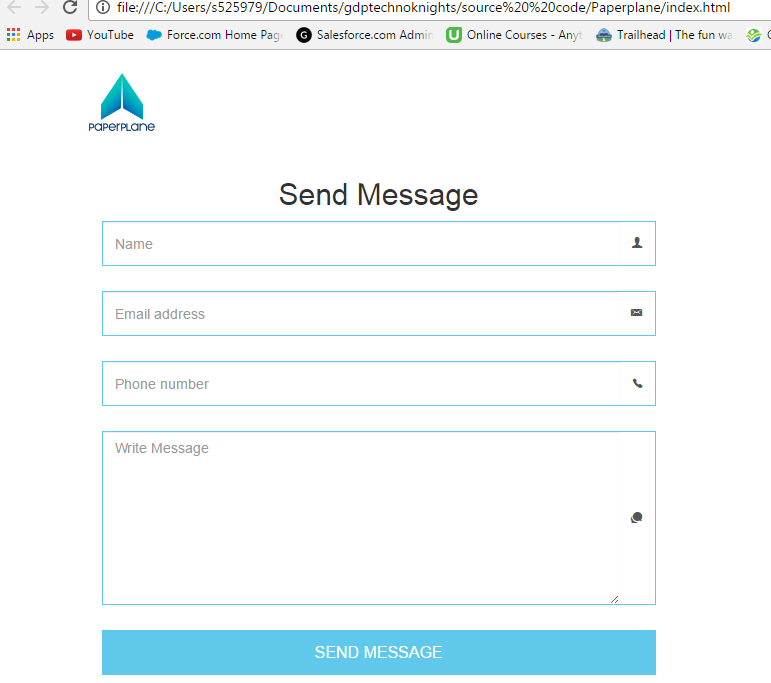 file:///C:/Users/s525979/Documents/gdptechnoknights/source%20%20code/Paperplane/index.html
Apps YouTube Force.com Home Pag Salesforce.com Admin Online Courses - Anyt Trailhead | The fun wa
PAPERPLANE
Send Message
Name
Email address
Phone number
Write Message
SEND MESSAGE